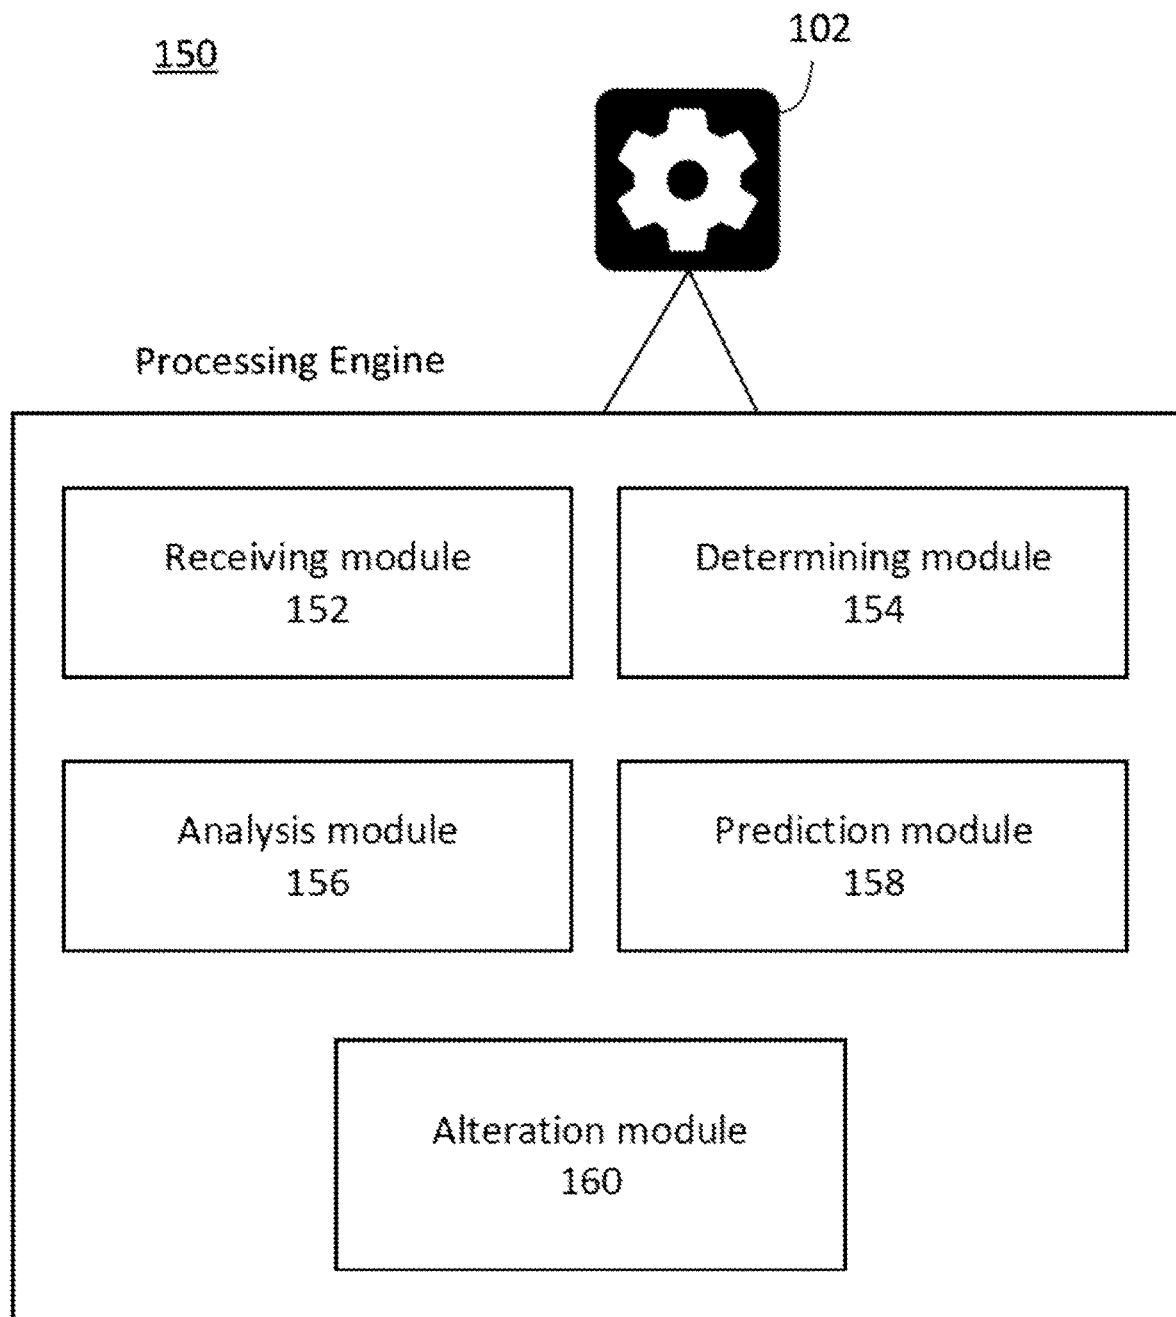 150
102
Processing Engine
Receiving module
152
Determining module
154
Analysis module
156
Prediction module
158
Alteration module
160